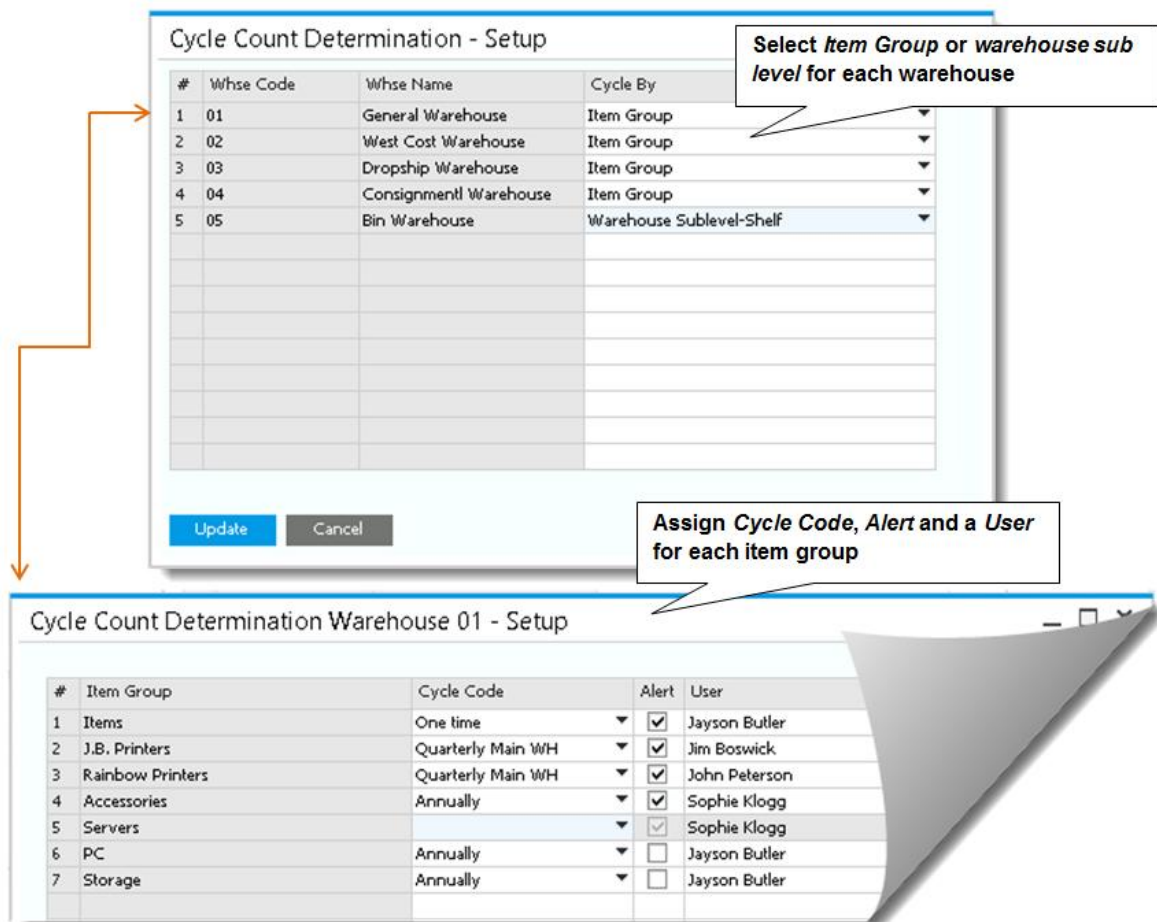 Cycle Count Determination - Setup
Select Item Group or warehouse sub
level for each warehouse
# Whse Code Whse Name Cycle By
1 01 General Warehouse Item Group
2 02 West Cost Warehouse Item Group
3 03 Dropship Warehouse Item Group
4 04 Consignmentl Warehouse Item Group
5 05 Bin Warehouse Warehouse Sublevel-Shelf
Update Cancel
Assign Cycle Code, Alert and a User
for each item group
Cycle Count Determination Warehouse 01 - Setup
# Item Group Cycle Code Alert User
1 Items One time Jayson Butler
2 J.B. Printers Quarterly Main WH Jim Boswick
3 Rainbow Printers Quarterly Main WH John Peterson
4 Accessories Annually Sophie Klogg
5 Servers Sophie Klogg
6 PC Annually Jayson Butler
7 Storage Annually Jayson Butler